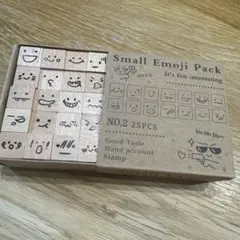 Small Emoji Pack
It's fun interesting
NO.2 25PCS
Good Taste
Hand account
Stamp